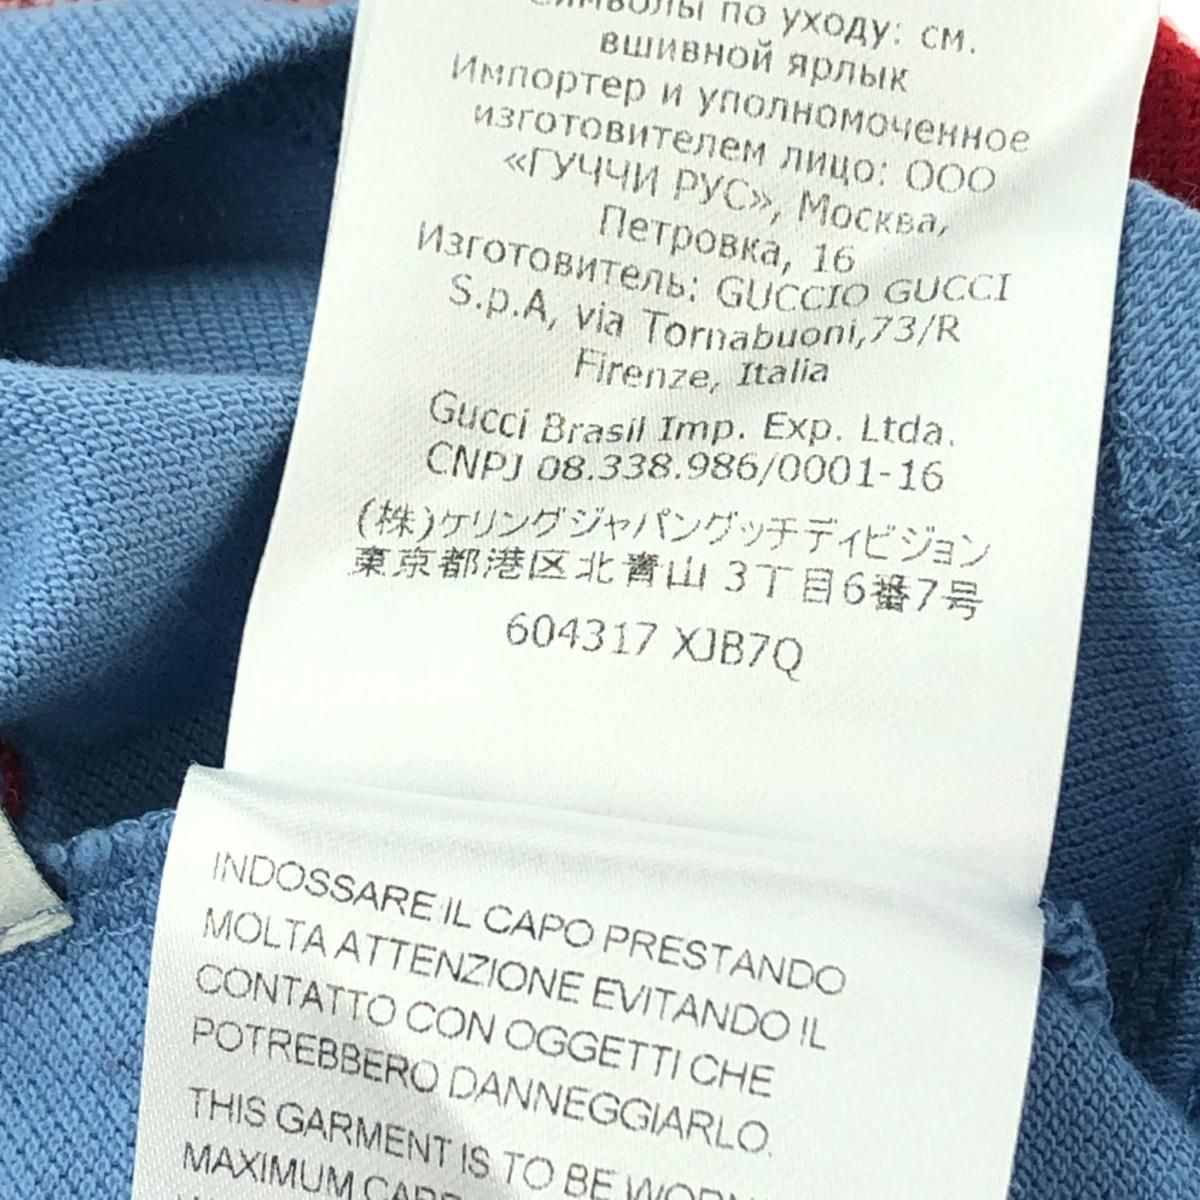 Символы по уходу: см.
вшивной ярлык
Импортер и уполномоченное
изготовителем лицо: ООО
«ГУЧЧИ РУС», Москва,
Петровка, 16
Изготовитель: GUCCIO GUCCI
S.p.A, via Tornabuoni,73/R
Firenze, Italia
Gucci Brasil Imp. Exp. Ltda.
CNPJ 08.338.986/0001-16
(株)ケリングジャパングッチディビジョン
東京都港区北青山 3丁目6番7号
604317 XJB7Q
INDOSSARE IL CAPO PRESTANDO
MOLTA ATTENZIONE EVITANDO IL
CONTATTO CON OGGETTI CHE
POTREBBERO DANNEGGIARLO.
THIS GARMENT IS TO BE WORN
MAXIMUM CARE